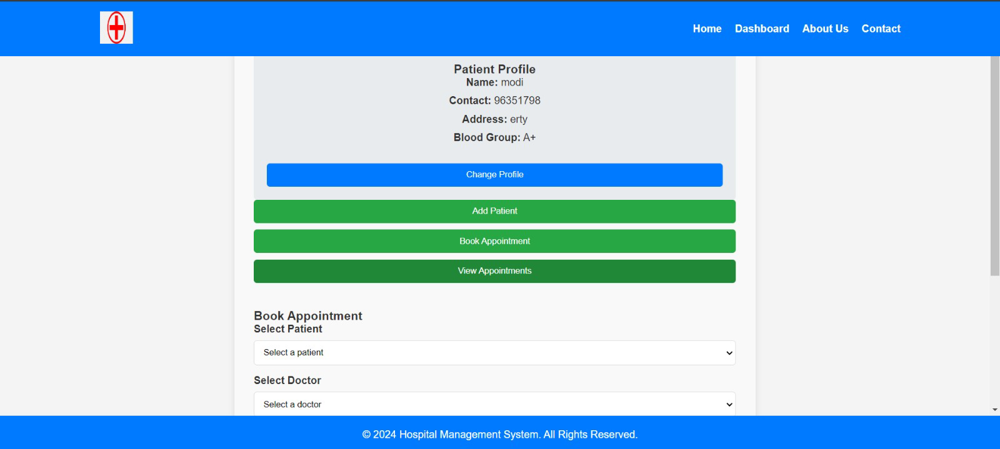 Home Dashboard About Us Contact
Patient Profile
Name: modi
Contact: 96351798
Address: erty
Blood Group: A+
Change Profile
Add Patient
Book Appointment
View Appointments
Book Appointment
Select Patient
Select a patient
Select Doctor
Select a doctor
© 2024 Hospital Management System. All Rights Reserved.